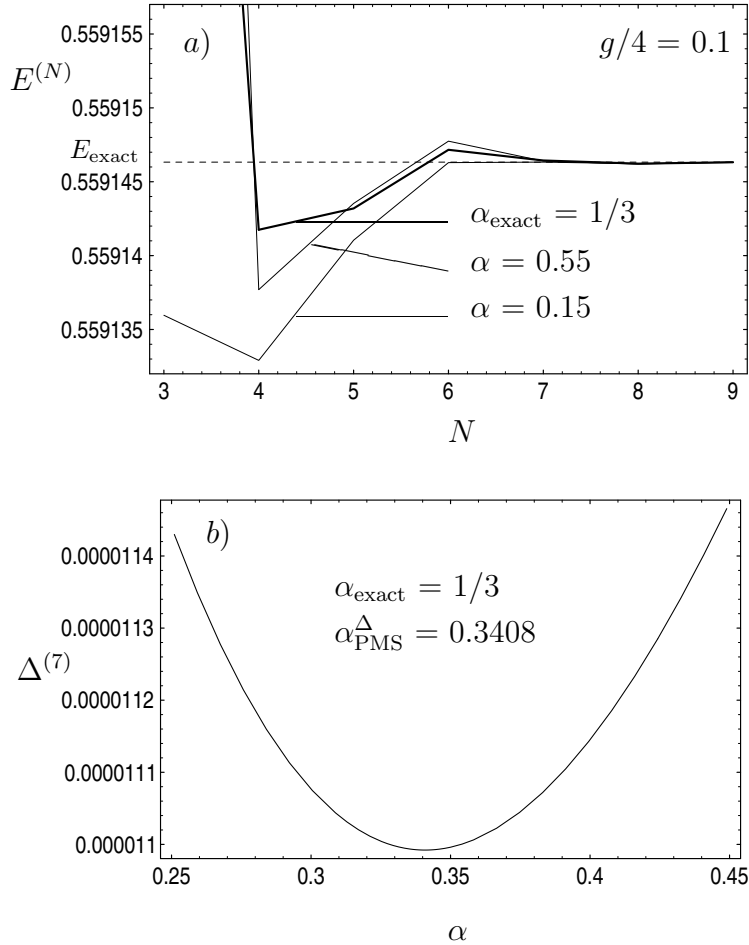 a)
g/4 = 0.1
E^{(N)}
0.559155
0.55915
E_exact
0.559145
0.55914
0.559135
α_exact = 1/3
α = 0.55
α = 0.15
3 4 5 6 7 8 9
N
b)
α_exact = 1/3
α^Δ_PMS = 0.3408
Δ^{(7)}
0.0000114
0.0000113
0.0000112
0.0000111
0.000011
0.25 0.3 0.35 0.4 0.45
α